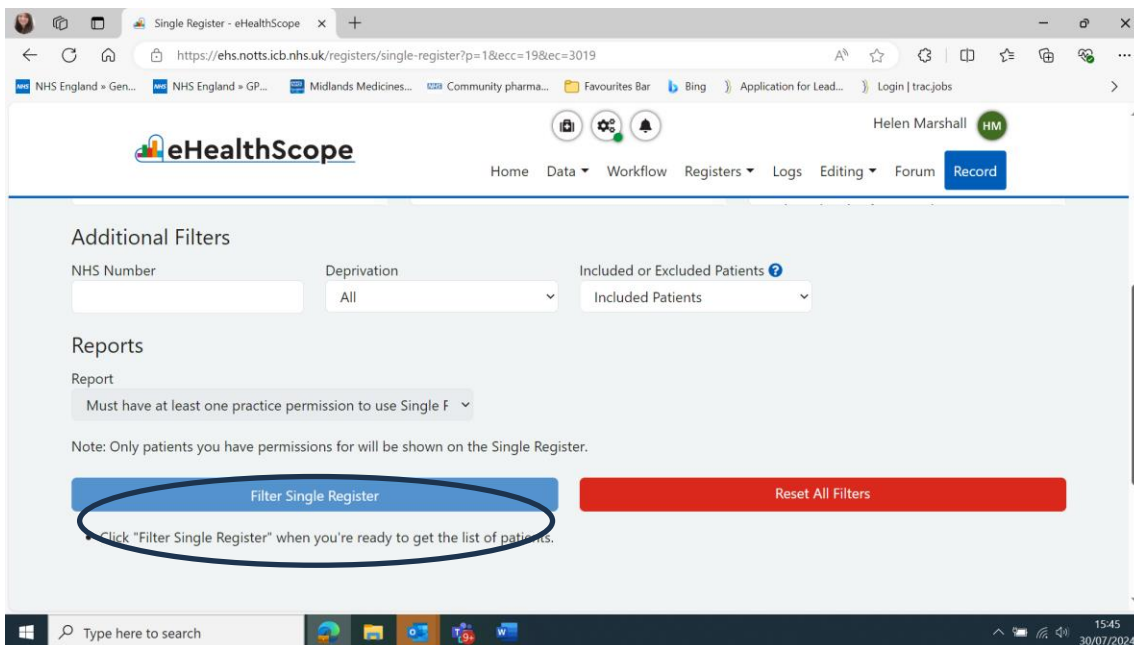 Single Register - eHealthScope
https://ehs.notts.icb.nhs.uk/registers/single-register?p=1&ecc=19&ec=3019
NHS England » Gen... NHS England » GP... Midlands Medicines... Community pharma... Favourites Bar Bing Application for Lead... Login | trac.jobs
Helen Marshall HM
eHealthScope
Home Data Workflow Registers Logs Editing Forum Record
Additional Filters
NHS Number Deprivation Included or Excluded Patients ?
All Included Patients
Reports
Report
Must have at least one practice permission to use Single
Note: Only patients you have permissions for will be shown on the Single Register.
Filter Single Register Reset All Filters
• Click "Filter Single Register" when you're ready to get the list of patients.
Type here to search
15:45
30/07/2024